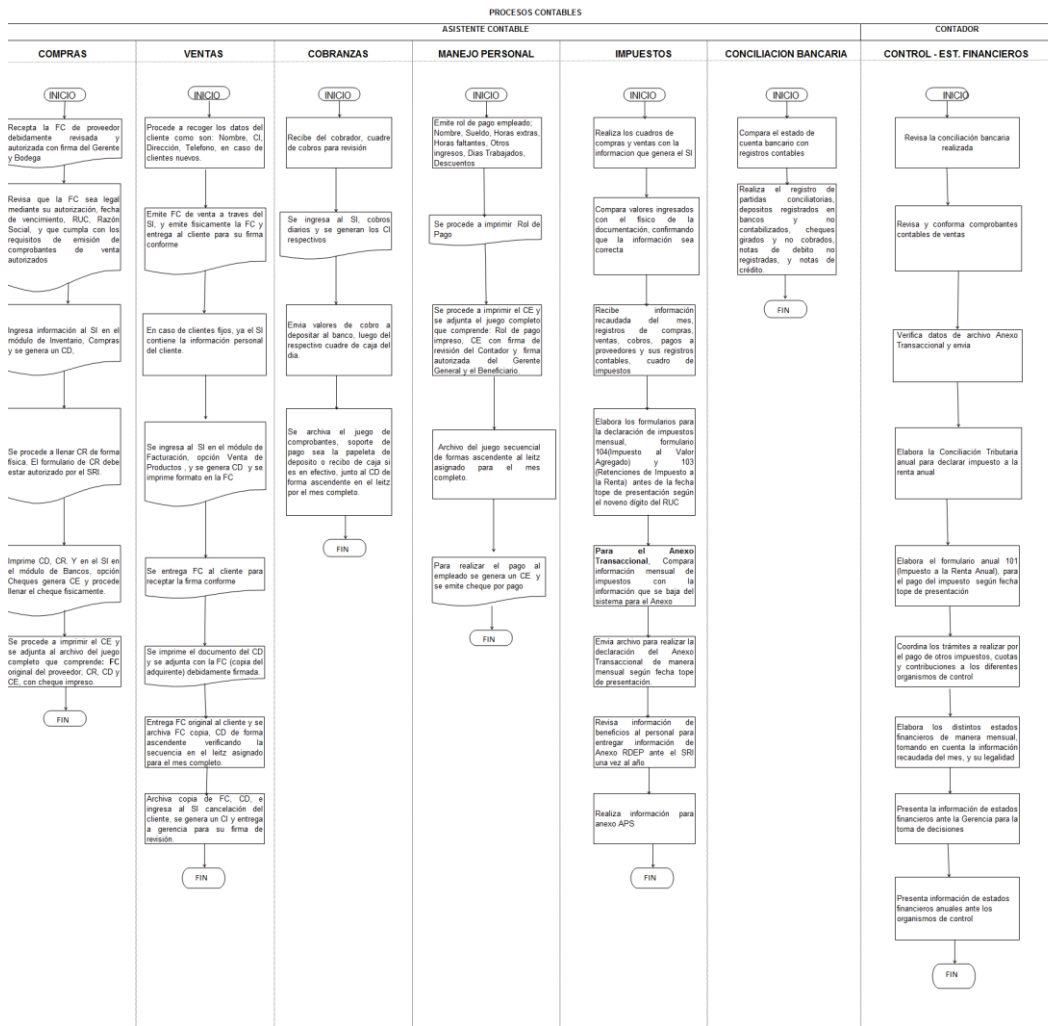 PROCESOS CONTABLES
ASISTENTE CONTABLE
CONTADOR
COMPRAS
VENTAS
COBRANZAS
MANEJO PERSONAL
IMPUESTOS
CONCILIACION BANCARIA
CONTROL - EST. FINANCIEROS
INICIO
Recepta la FC de proveedor
debidamente revisada y
autorizada con firma del Gerente
y Bodega
Revisa que la FC sea legal
mediante su autorización, fecha
de vencimiento, RUC, Razón
Social, y que cumpla con los
requisitos de emisión de
comprobantes de venta
autorizados
Ingresa información al SI en el
módulo de Inventario, Compras
y se genera un CD,
Se procede a llenar CR de forma
física. El formulario de CR debe
estar autorizado por el SRI.
Imprime CD, CR. Y en el SI en
el módulo de Bancos, opción
Cheques genera CE y procede
llenar el cheque fisicamente.
Se procede a imprimir el CE y
se adjunta al archivo del juego
completo que comprende: FC
original del proveedor, CR, CD y
CE, con cheque impreso.
FIN
INICIO
Procede a recoger los datos del
cliente como son: Nombre, CI,
Dirección, Telefono, en caso de
clientes nuevos.
Emite FC de venta a traves del
SI, y emite fisicamente la FC y
entrega al cliente para su firma
conforme
En caso de clientes fijos, ya el SI
contiene la información personal
del cliente.
Se ingresa al SI en el módulo de
Facturación, opción Venta de
Productos , y se genera CD y se
imprime formato en la FC
Se entrega FC al cliente para
receptar la firma conforme
Se imprime el documento del CD
y se adjunta con la FC (copia del
adquirente) debidamente firmada.
Entrega FC original al cliente y se
archiva FC copia, CD de forma
ascendente verificando la
secuencia en el leitz asignado
para el mes completo.
Archiva copia de FC, CD, e
ingresa al SI cancelación del
cliente, se genera un CI y entrega
a gerencia para su firma de
revisión.
FIN
INICIO
Recibe del cobrador, cuadre
de cobros para revisión
Se ingresa al SI, cobros
diarios y se generan los CI
respectivos
Envia valores de cobro a
depositar al banco, luego del
respectivo cuadre de caja del
dia.
Se archiva el juego de
comprobantes, soporte de
pago sea la papeleta de
deposito o recibo de caja si
es en efectivo, junto al CD de
forma ascendente en el leitz
por el mes completo.
FIN
INICIO
Emite rol de pago empleado;
Nombre, Sueldo, Horas extras,
Horas faltantes, Otros
ingresos, Dias Trabajados,
Descuentos
Se procede a imprimir Rol de
Pago
Se procede a imprimir el CE y
se adjunta el juego completo
que comprende: Rol de pago
impreso, CE con firma de
revisión del Contador y firma
autorizada del Gerente
General y el Beneficiario.
Archivo del juego secuencial
de formas ascendente al leitz
asignado para el mes
completo.
Para realizar el pago al
empleado se genera un CE y
se emite cheque por pago
FIN
INICIO
Realiza los cuadros de
compras y ventas con la
informacion que genera el SI
Compara valores ingresados
con el físico de la
documentación, confirmando
que la información sea
correcta
Recibe información
recaudada del mes,
registros de compras,
ventas, cobros, pagos a
proveedores y sus registros
contables, cuadro de
impuestos
Elabora los formularios para
la declaración de impuestos
mensual, formulario
104(Impuesto al Valor
Agregado) y 103
(Retenciones de Impuesto a
la Renta) antes de la fecha
tope de presentación según
el noveno dígito del RUC
Para el Anexo
Transaccional, Compara
información mensual de
impuestos con la
información que se baja del
sistema para el Anexo
Envia archivo para realizar la
declaración del Anexo
Transaccional de manera
mensual según fecha tope
de presentación.
Revisa información de
beneficios al personal para
entregar información de
Anexo RDEP ante el SRI
una vez al año
Realiza información para
anexo APS
FIN
INICIO
Compara el estado de
cuenta bancario con
registros contables
Realiza el registro de
partidas conciliatorias,
depositos registrados en
bancos y no
contabilizados, cheques
girados y no cobrados,
notas de debito no
registradas, y notas de
crédito.
FIN
INICIO
Revisa la conciliación bancaria
realizada
Revisa y conforma comprobantes
contables de ventas
Verifica datos de archivo Anexo
Transaccional y envia
Elabora la Conciliación Tributaria
anual para declarar impuesto a la
renta anual
Elabora el formulario anual 101
(Impuesto a la Renta Anual), para
el pago del impuesto según fecha
tope de presentación
Coordina los trámites a realizar por
el pago de otros impuestos, cuotas
y contribuciones a los diferentes
organismos de control
Elabora los distintos estados
financieros de manera mensual,
tomando en cuenta la información
recaudada del mes, y su legalidad
Presenta la información de estados
financieros ante la Gerencia para la
toma de decisiones
Presenta información de estados
financieros anuales ante los
organismos de control
FIN